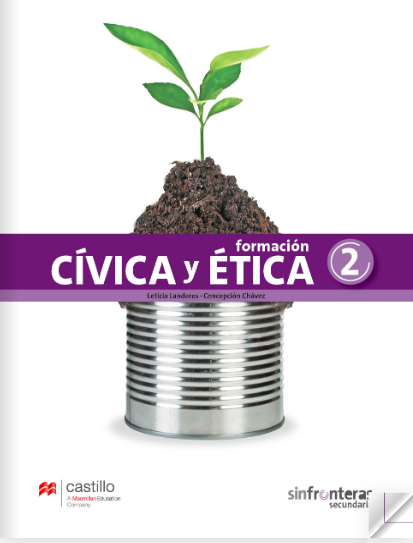 formación
CÍVICA y ÉTICA 2
Leticia Landeros • Concepción Chávez
castillo
A Macmillan Education
Company
sinfronteras
secundaria